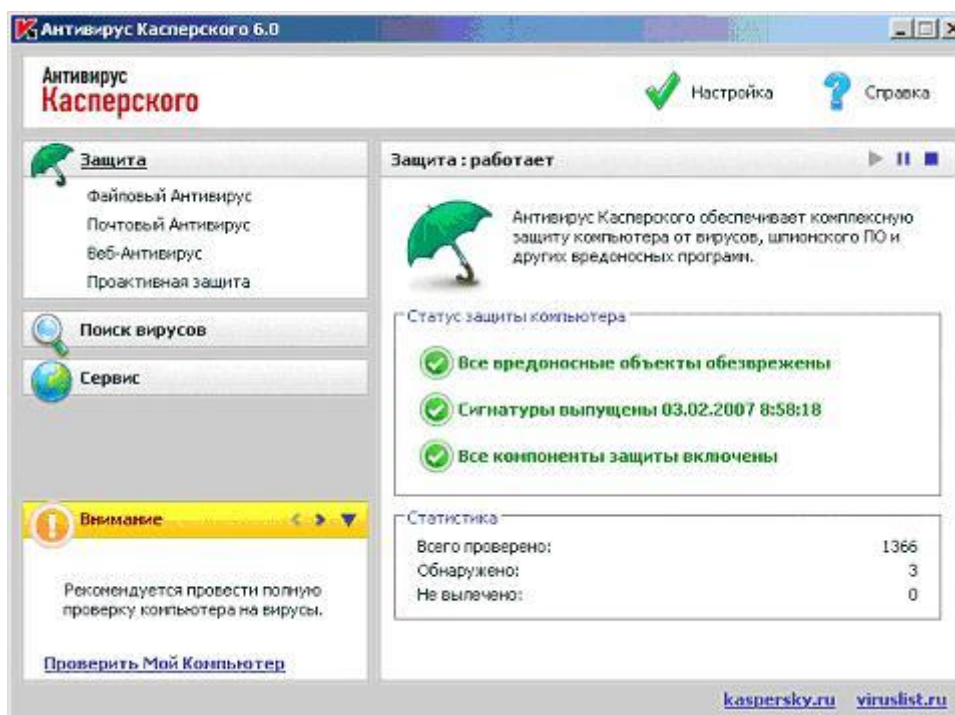 Антивирус Касперского 6.0
Антивирус
Касперского
Настройка
Справка
Защита
Файловый Антивирус
Почтовый Антивирус
Веб-Антивирус
Проактивная защита
Поиск вирусов
Сервис
Внимание
Рекомендуется провести полную
проверку компьютера на вирусы.
Проверить Мой Компьютер
Защита : работает
Антивирус Касперского обеспечивает комплексную
защиту компьютера от вирусов, шпионского ПО и
других вредоносных программ.
Статус защиты компьютера
Все вредоносные объекты обезврежены
Сигнатуры выпущены 03.02.2007 8:58:18
Все компоненты защиты включены
Статистика
Всего проверено: 1366
Обнаружено: 3
Не вылечено: 0
kaspersky.ru viruslist.ru